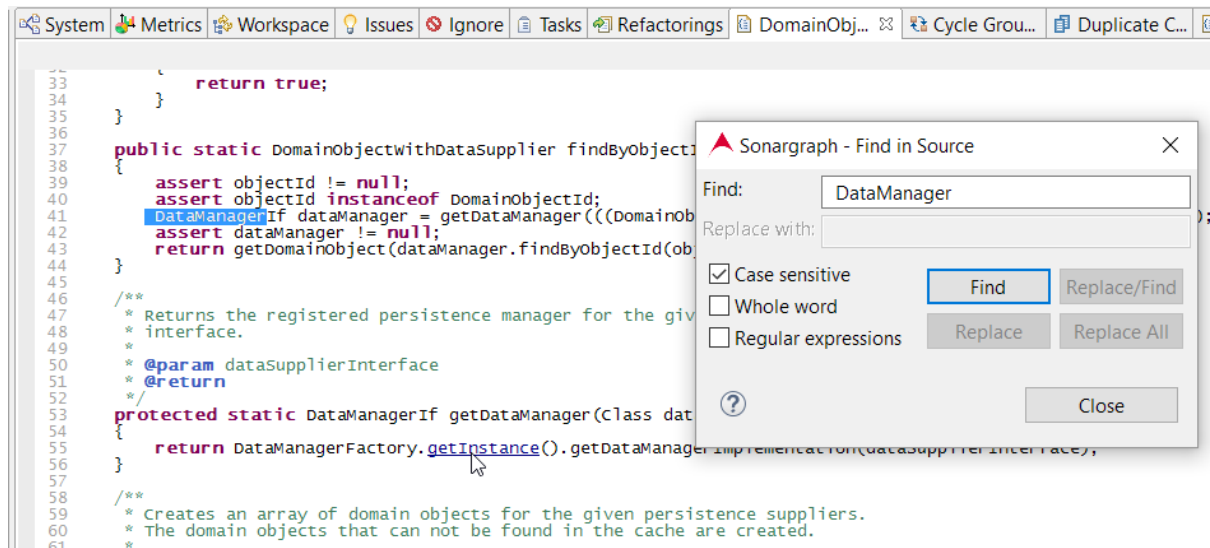 System Metrics Workspace Issues Ignore Tasks Refactorings DomainObj... Cycle Grou... Duplicate C...
33 return true;
34 }
35 }
36
37 public static DomainObjectWithDataSupplier findByObjectI
38 {
39 assert objectId != null;
40 assert objectId instanceof DomainObjectId;
41 DataManagerIf dataManager = getDataManager(((DomainOb );
42 assert dataManager != null;
43 return getDomainObject(dataManager.findByObjectId(obj
44 }
45
46 /**
47 * Returns the registered persistence manager for the giv
48 * interface.
49 *
50 * @param dataSupplierInterface
51 * @return
52 */
53 protected static DataManagerIf getDataManager(Class dat
54 {
55 return DataManagerFactory.getInstance().getDataManagerImplementation(dataSupplierInterface);
56 }
57
58 /**
59 * Creates an array of domain objects for the given persistence suppliers.
60 * The domain objects that can not be found in the cache are created.
61 *
Sonargraph - Find in Source
Find: DataManager
Replace with:
Case sensitive
Whole word
Regular expressions
Find Replace/Find
Replace Replace All
Close